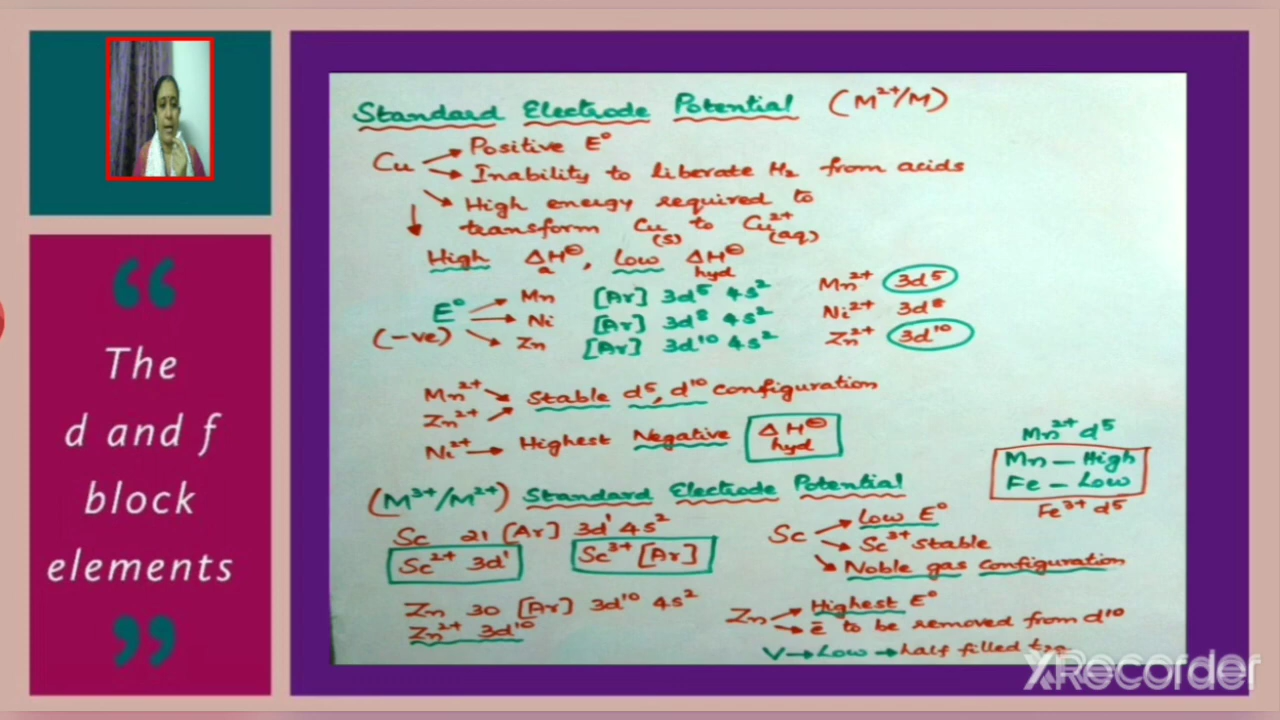 “
The
d and f
block
elements
”
Standard Electrode Potential (M²⁺/M)
Cu → Positive E°
→ Inability to liberate H₂ from acids
→ High energy required to
transform Cu(s) to Cu²⁺(aq)
↓
High ΔₐH⊖, Low Δhyd H⊖
E° (-ve)
→ Mn [Ar] 3d⁵ 4s² Mn²⁺ 3d⁵
→ Ni [Ar] 3d⁸ 4s² Ni²⁺ 3d⁸
→ Zn [Ar] 3d¹⁰ 4s² Zn²⁺ 3d¹⁰
Mn²⁺
Zn²⁺ → Stable d⁵, d¹⁰ configuration
Ni²⁺ → Highest Negative Δhyd H⊖
Mn²⁺ d⁵
Mn – High
Fe – Low
Fe³⁺ d⁵
(M³⁺/M²⁺) Standard Electrode Potential
Sc 21 [Ar] 3d¹ 4s²
Sc²⁺ 3d¹ Sc³⁺ [Ar]
Sc → Low E°
→ Sc³⁺ stable
→ Noble gas configuration
Zn 30 [Ar] 3d¹⁰ 4s²
Zn²⁺ 3d¹⁰
Zn → Highest E°
→ ē to be removed from d¹⁰
V → Low → half filled
XRecorder